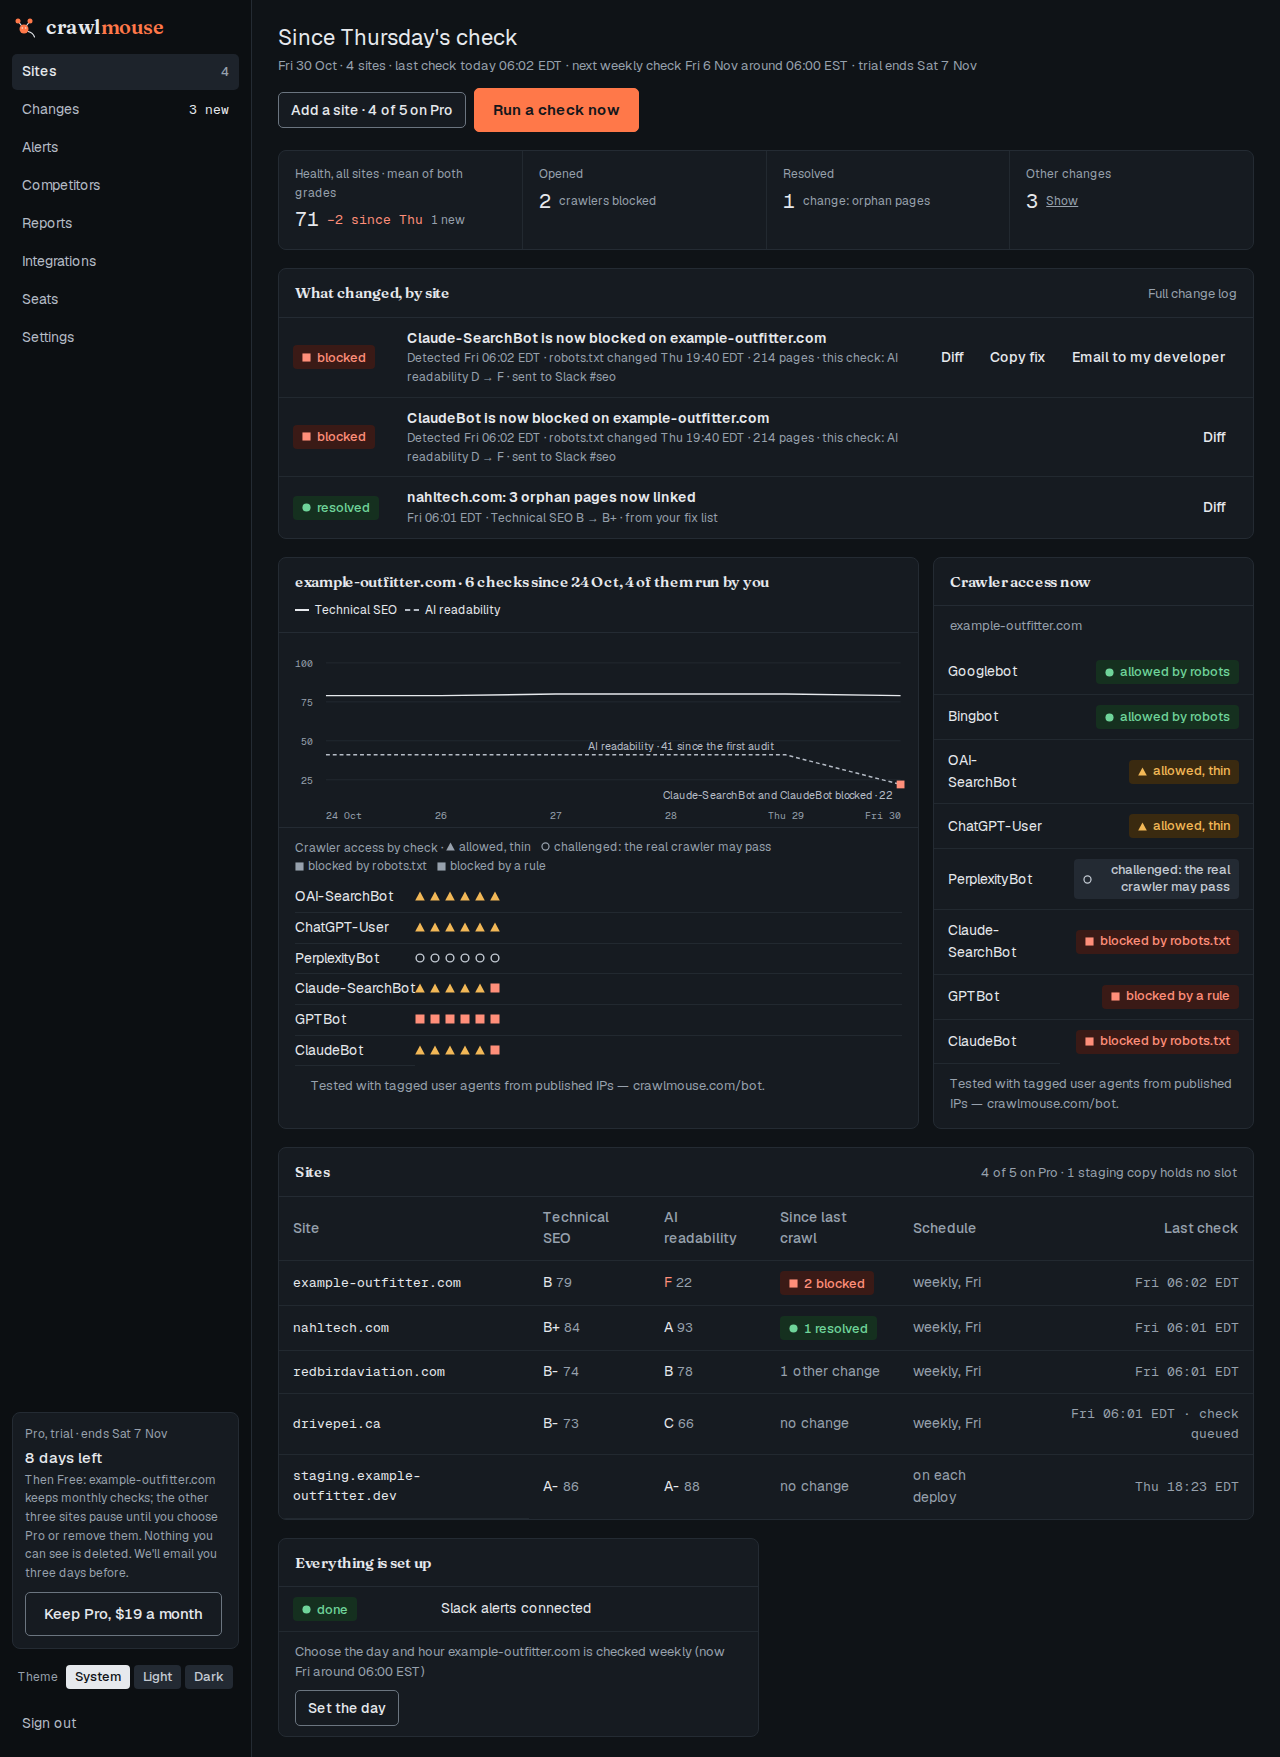 crawlmouse
Sites 4
Changes 3 new
Alerts
Competitors
Reports
Integrations
Seats
Settings
Pro, trial · ends Sat 7 Nov
8 days left
Then Free: example-outfitter.com
keeps monthly checks; the other
three sites pause until you choose
Pro or remove them. Nothing you
can see is deleted. We'll email you
three days before.
Keep Pro, $19 a month
Theme System Light Dark
Sign out
Since Thursday's check
Fri 30 Oct · 4 sites · last check today 06:02 EDT · next weekly check Fri 6 Nov around 06:00 EST · trial ends Sat 7 Nov
Add a site · 4 of 5 on Pro
Run a check now
Health, all sites · mean of both
grades
71 −2 since Thu 1 new
Opened
2 crawlers blocked
Resolved
1 change: orphan pages
Other changes
3 Show
What changed, by site
Full change log
blocked
Claude-SearchBot is now blocked on example-outfitter.com
Detected Fri 06:02 EDT · robots.txt changed Thu 19:40 EDT · 214 pages · this check: AI
readability D → F · sent to Slack #seo
Diff Copy fix Email to my developer
blocked
ClaudeBot is now blocked on example-outfitter.com
Detected Fri 06:02 EDT · robots.txt changed Thu 19:40 EDT · 214 pages · this check: AI
readability D → F · sent to Slack #seo
Diff
resolved
nahltech.com: 3 orphan pages now linked
Fri 06:01 EDT · Technical SEO B → B+ · from your fix list
Diff
example-outfitter.com · 6 checks since 24 Oct, 4 of them run by you
Technical SEO AI readability
100
75
50
25
AI readability · 41 since the first audit
Claude-SearchBot and ClaudeBot blocked · 22
24 Oct 26 27 28 Thu 29 Fri 30
Crawler access by check · allowed, thin challenged: the real crawler may pass
blocked by robots.txt blocked by a rule
OAI-SearchBot
ChatGPT-User
PerplexityBot
Claude-SearchBot
GPTBot
ClaudeBot
Tested with tagged user agents from published IPs — crawlmouse.com/bot.
Crawler access now
example-outfitter.com
Googlebot allowed by robots
Bingbot allowed by robots
OAI-
SearchBot allowed, thin
ChatGPT-User allowed, thin
PerplexityBot challenged: the real
crawler may pass
Claude-
SearchBot blocked by robots.txt
GPTBot blocked by a rule
ClaudeBot blocked by robots.txt
Tested with tagged user agents from published
IPs — crawlmouse.com/bot.
Sites
4 of 5 on Pro · 1 staging copy holds no slot
Site Technical SEO AI readability Since last crawl Schedule Last check
example-outfitter.com B 79 F 22 2 blocked weekly, Fri Fri 06:02 EDT
nahltech.com B+ 84 A 93 1 resolved weekly, Fri Fri 06:01 EDT
redbirdaviation.com B- 74 B 78 1 other change weekly, Fri Fri 06:01 EDT
drivepei.ca B- 73 C 66 no change weekly, Fri Fri 06:01 EDT · check queued
staging.example-outfitter.dev A- 86 A- 88 no change on each deploy Thu 18:23 EDT
Everything is set up
done Slack alerts connected
Choose the day and hour example-outfitter.com is checked weekly (now
Fri around 06:00 EST)
Set the day